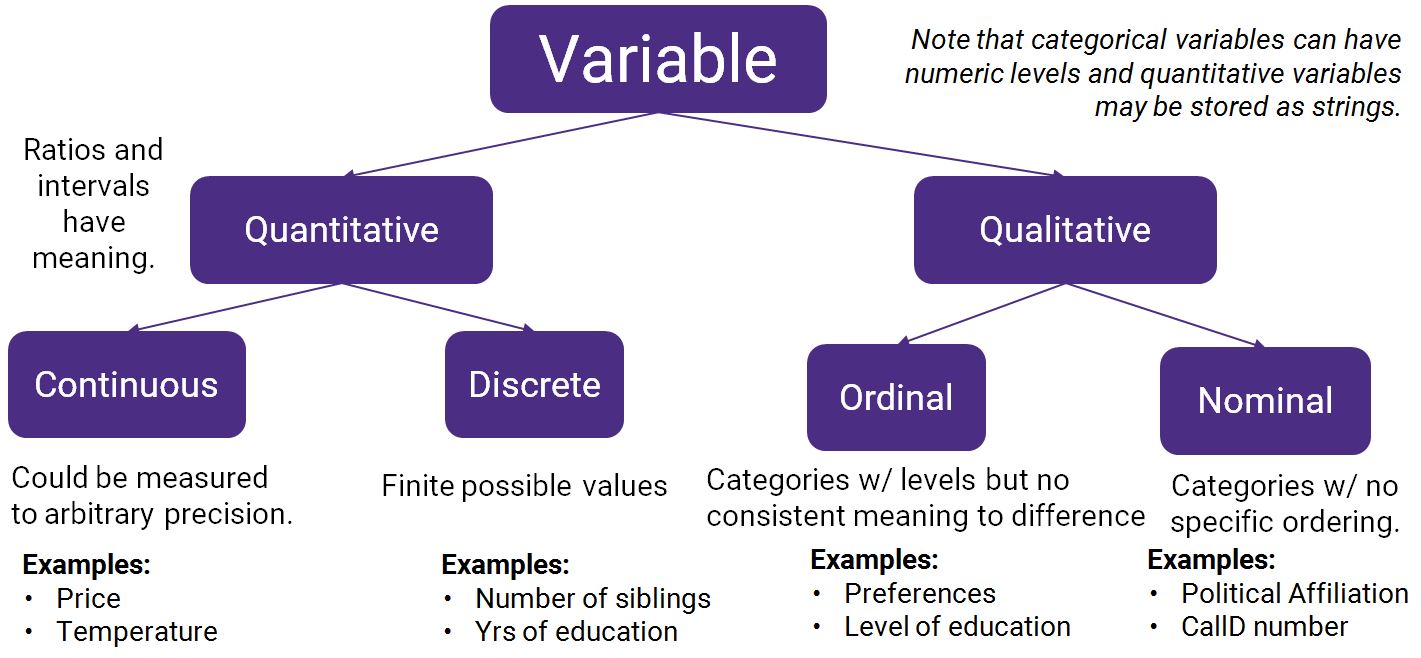 Variable
Note that categorical variables can have
numeric levels and quantitative variables
may be stored as strings.
Ratios and
intervals
have
meaning.
Quantitative
Qualitative
Continuous
Discrete
Ordinal
Nominal
Could be measured
to arbitrary precision.
Examples:
• Price
• Temperature
Finite possible values
Examples:
• Number of siblings
• Yrs of education
Categories w/ levels but no
consistent meaning to difference
Examples:
• Preferences
• Level of education
Categories w/ no
specific ordering.
Examples:
• Political Affiliation
• CalID number